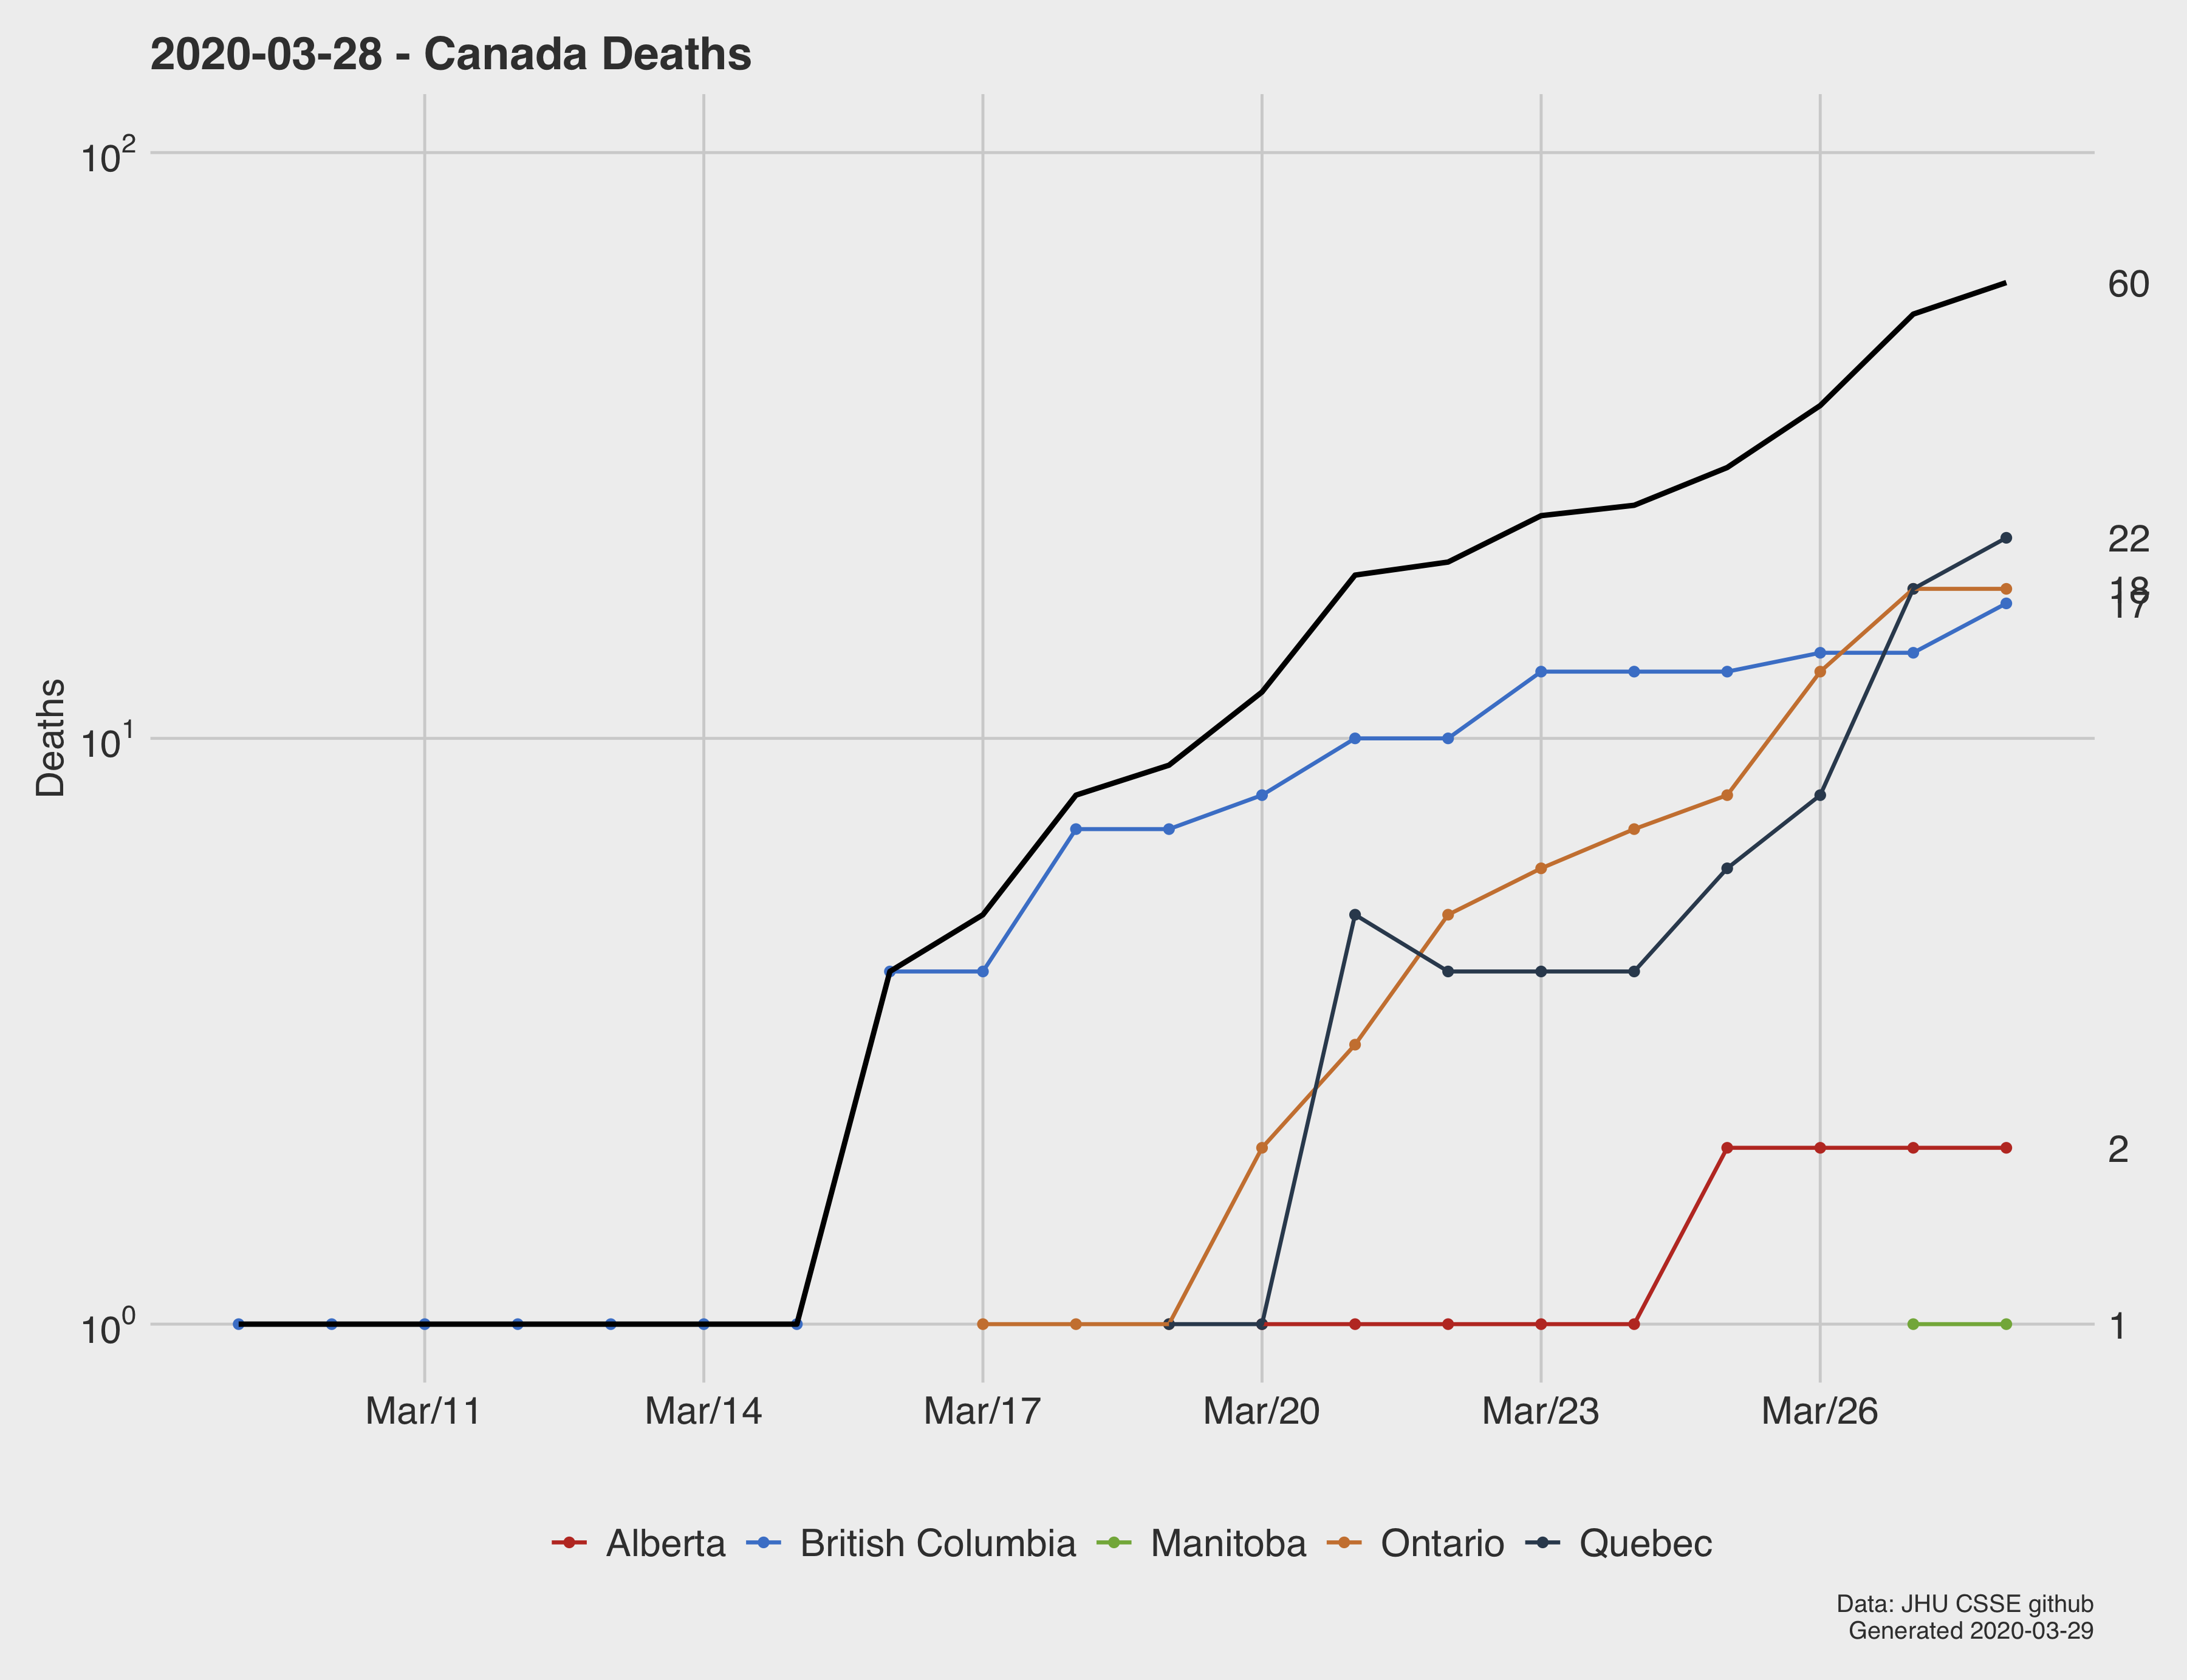 2020-03-28 - Canada Deaths
10²
60
22
18
17
Deaths
10¹
2
10⁰
1
Mar/11 Mar/14 Mar/17 Mar/20 Mar/23 Mar/26
Alberta British Columbia Manitoba Ontario Quebec
Data: JHU CSSE github
Generated 2020-03-29